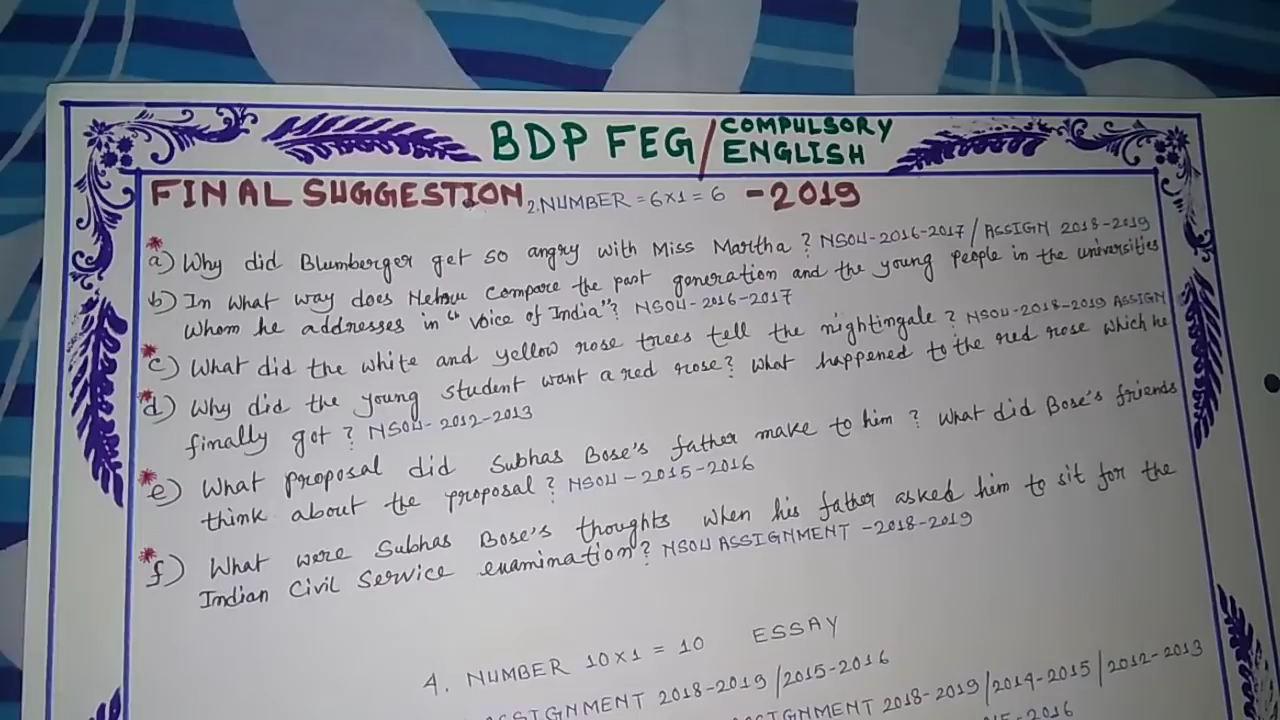 BDP FEG/COMPULSORY ENGLISH
FINAL SUGGESTION 2.NUMBER = 6x1 = 6 - 2019
* a) Why did Blumberger get so angry with Miss Martha ? NSOU-2016-2017/ASSIGN 2018-2019
b) In what way does Nehru compare the past generation and the young people in the universities
whom he addresses in "voice of India"? NSOU-2016-2017
* c) What did the white and yellow rose trees tell the nightingale ? NSOU-2018-2019 ASSIGN
* d) Why did the young student want a red rose? What happened to the red rose which he
finally got ? NSOU-2012-2013
* e) What proposal did Subhas Bose's father make to him ? What did Bose's friends
think about the proposal ? NSOU-2015-2016
* f) What were Subhas Bose's thoughts when his father asked him to sit for the
Indian Civil Service examination ? NSOU ASSIGNMENT -2018-2019
4. NUMBER 10x1 = 10 ESSAY
2018-2019/2015-2016
2018-2019/2014-2015/2012-2013
-2016